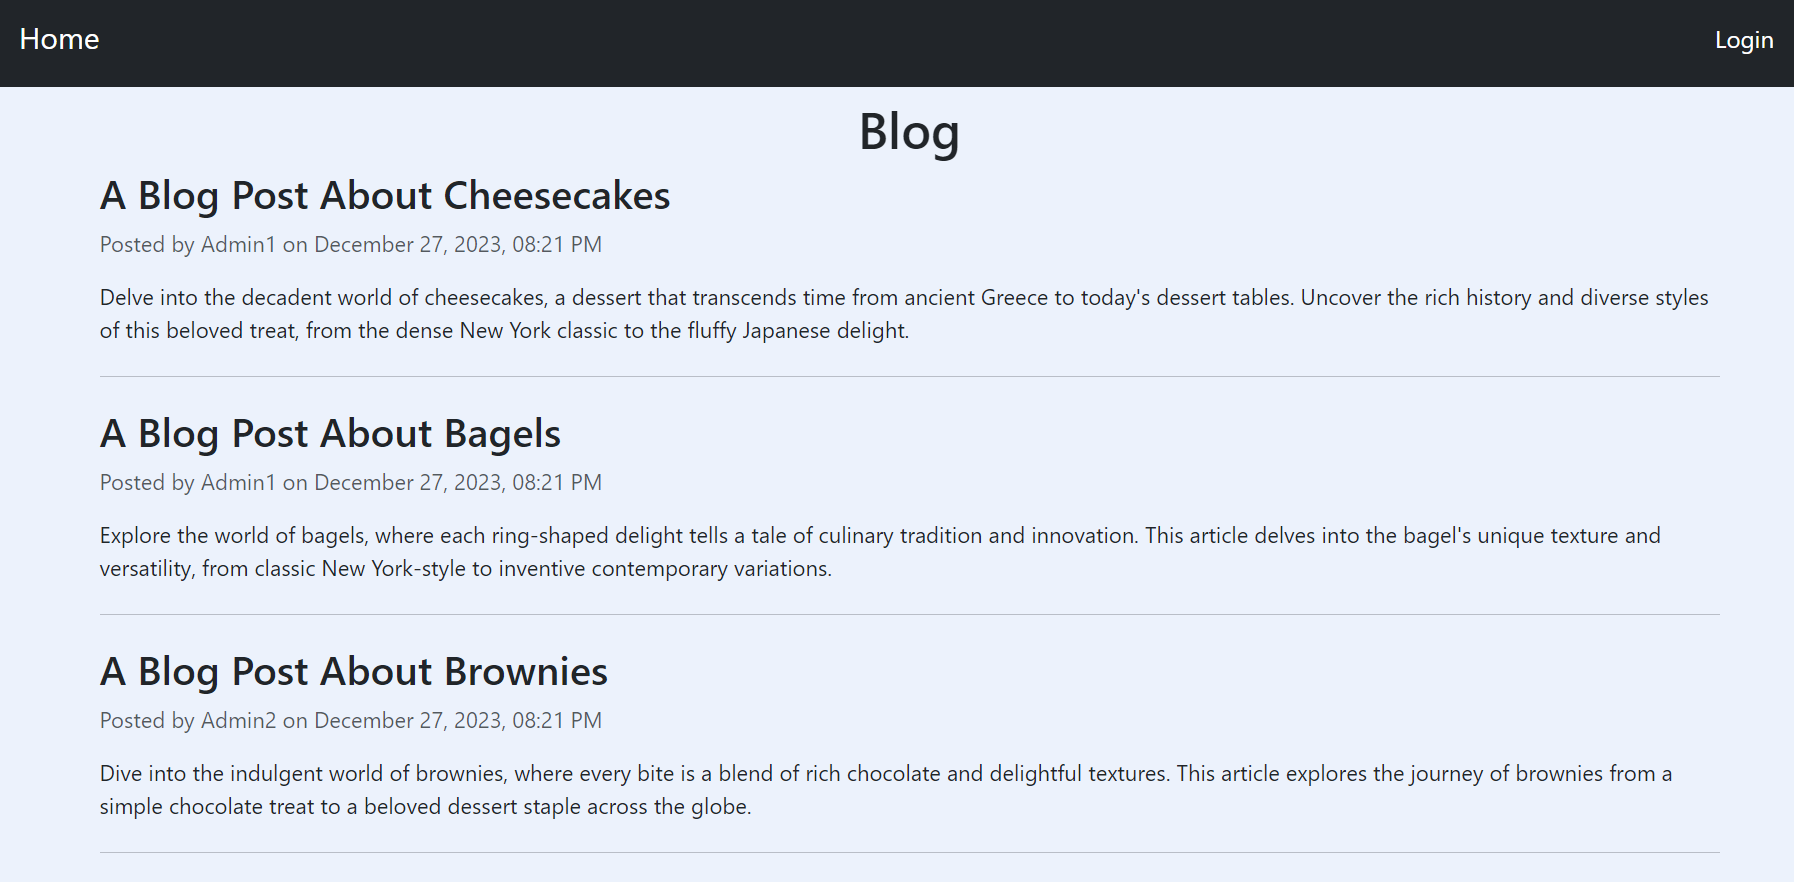 Home
Login
Blog
A Blog Post About Cheesecakes
Posted by Admin1 on December 27, 2023, 08:21 PM
Delve into the decadent world of cheesecakes, a dessert that transcends time from ancient Greece to today's dessert tables. Uncover the rich history and diverse styles
of this beloved treat, from the dense New York classic to the fluffy Japanese delight.
A Blog Post About Bagels
Posted by Admin1 on December 27, 2023, 08:21 PM
Explore the world of bagels, where each ring-shaped delight tells a tale of culinary tradition and innovation. This article delves into the bagel's unique texture and
versatility, from classic New York-style to inventive contemporary variations.
A Blog Post About Brownies
Posted by Admin2 on December 27, 2023, 08:21 PM
Dive into the indulgent world of brownies, where every bite is a blend of rich chocolate and delightful textures. This article explores the journey of brownies from a
simple chocolate treat to a beloved dessert staple across the globe.